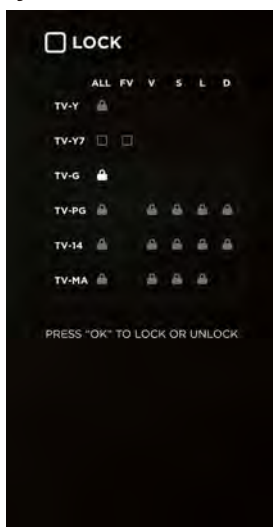 LOCK
ALL FV V S L D
TV-Y
TV-Y7
TV-G
TV-PG
TV-14
TV-MA
PRESS "OK" TO LOCK OR UNLOCK